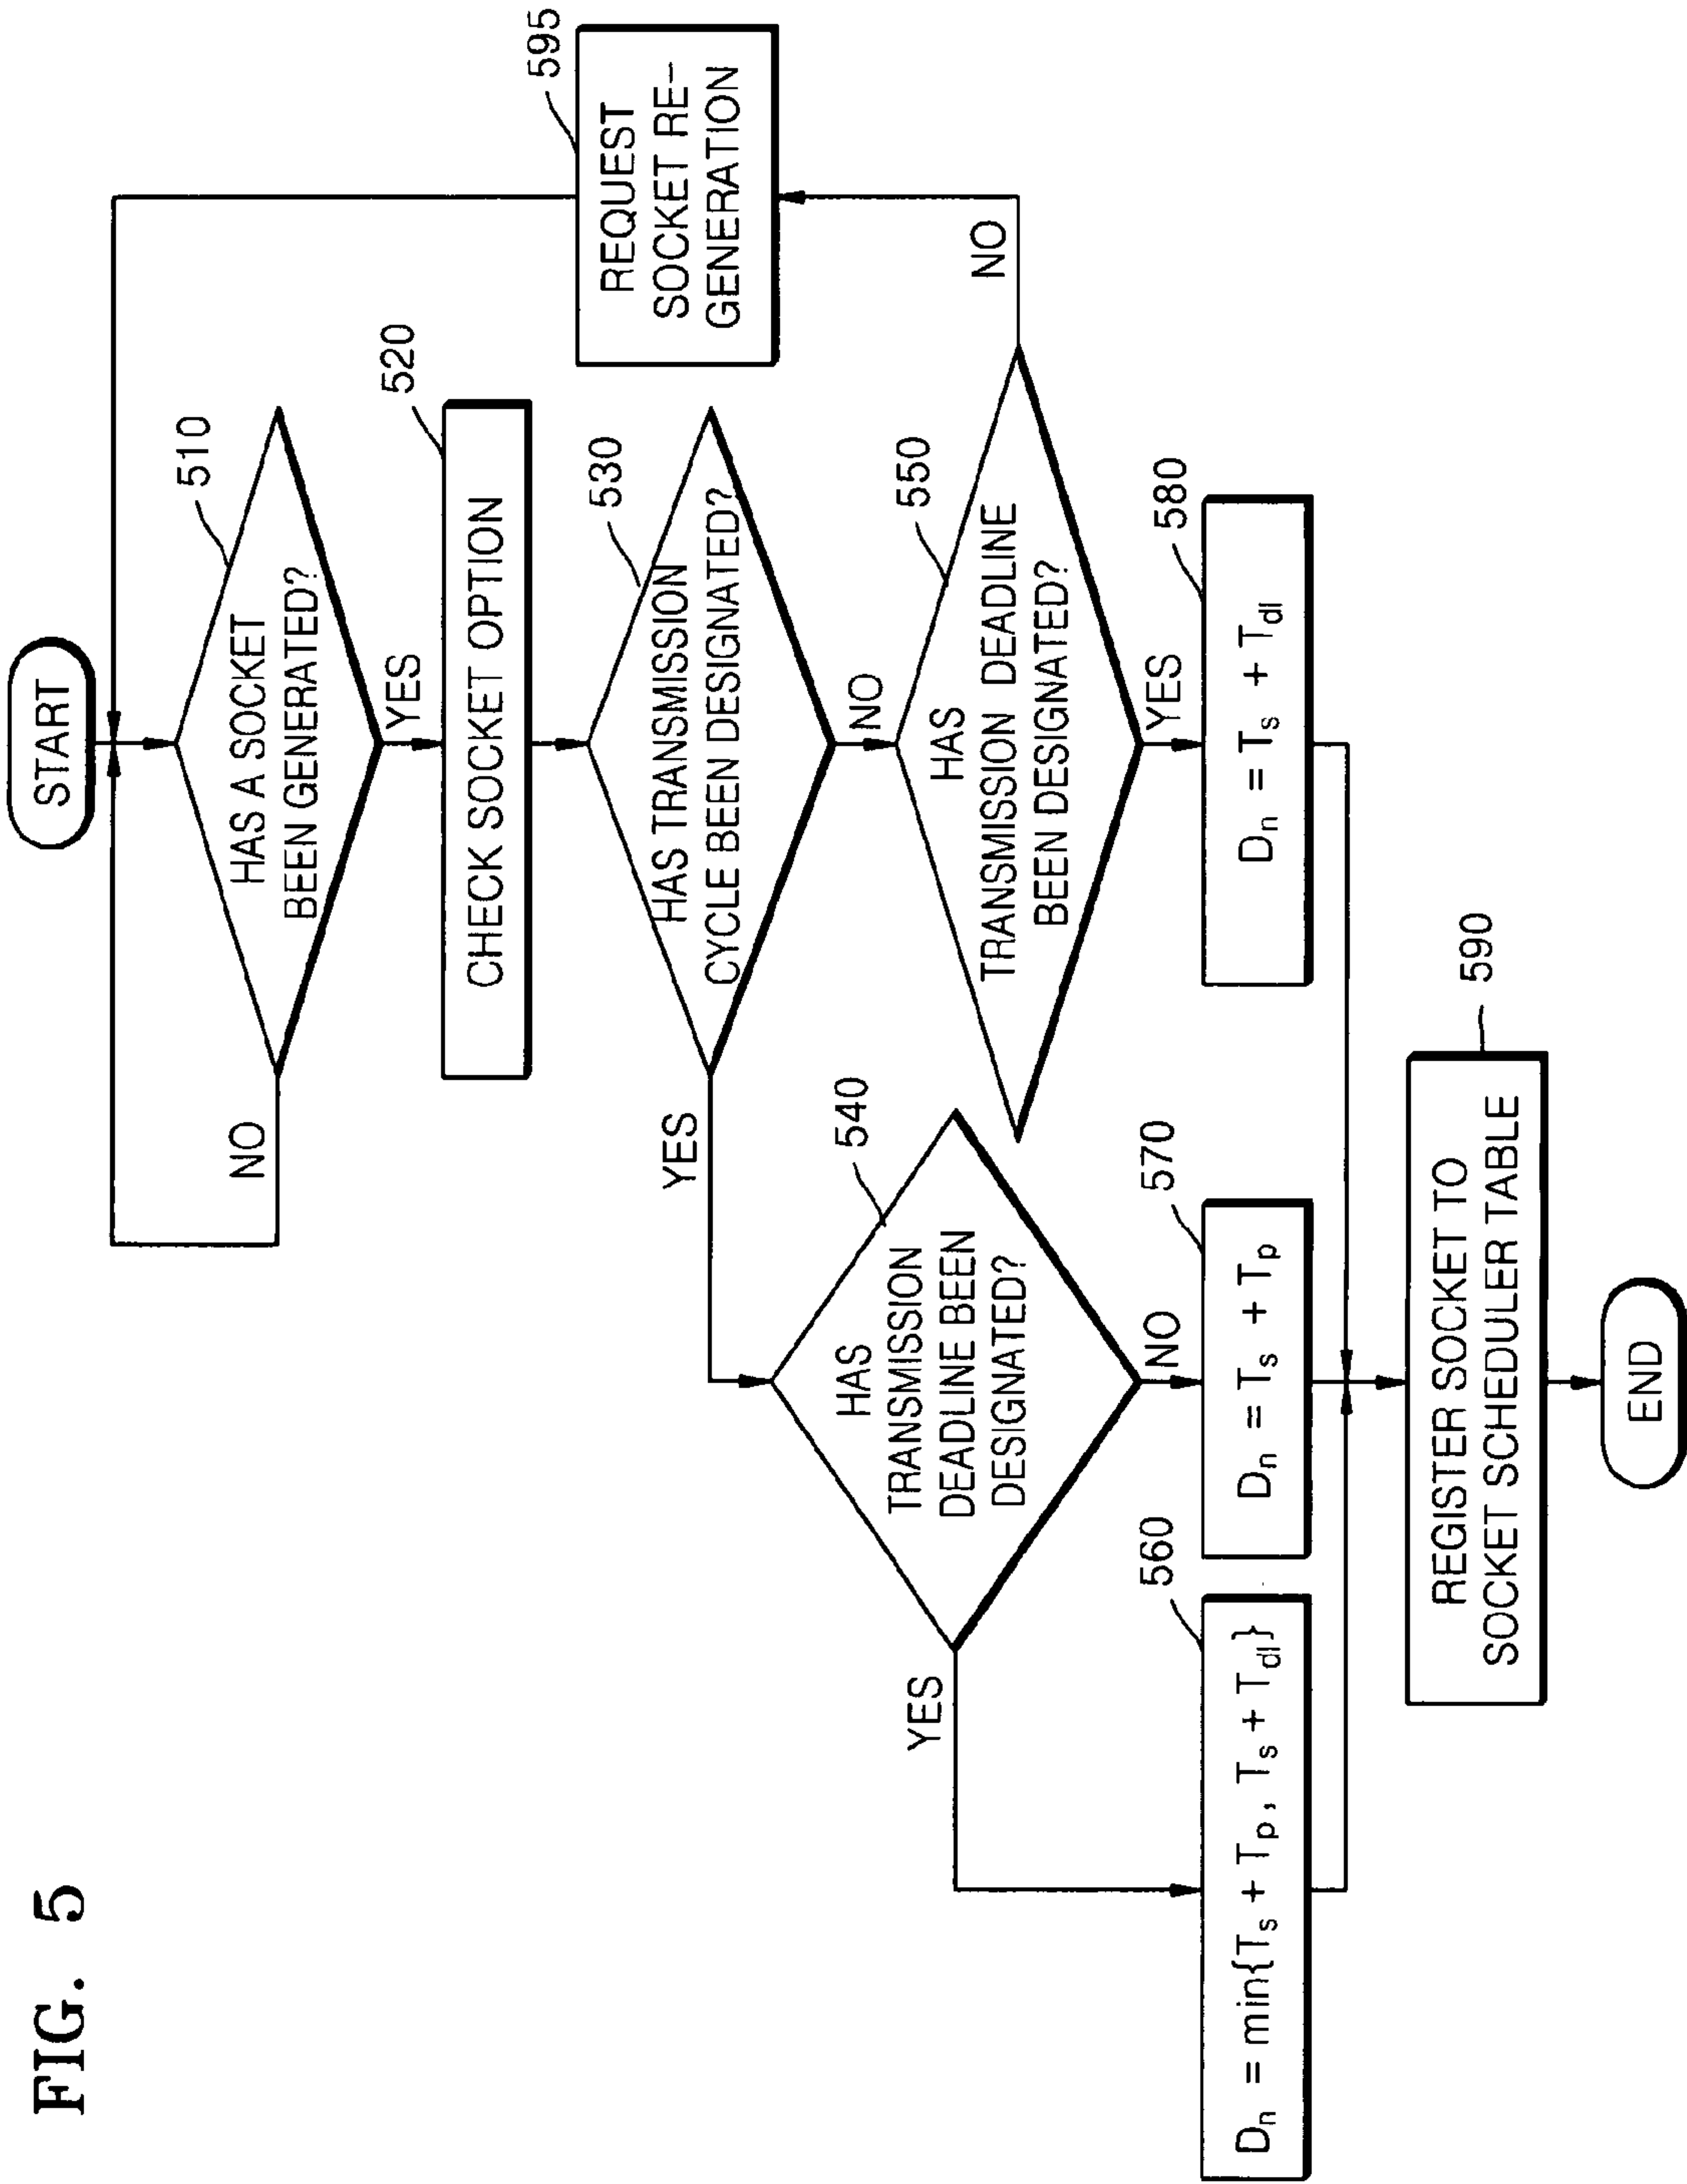 FIG. 5
START
510
HAS A SOCKET
BEEN GENERATED?
NO
YES
520
CHECK SOCKET OPTION
530
HAS TRANSMISSION
CYCLE BEEN DESIGNATED?
YES
NO
540
HAS
TRANSMISSION
DEADLINE BEEN
DESIGNATED?
YES
NO
550
HAS
TRANSMISSION DEADLINE
BEEN DESIGNATED?
NO
YES
595
REQUEST
SOCKET RE-
GENERATION
560
Dn = min{Ts + Tp, Ts + Tdl}
570
Dn = Ts + Tp
580
Dn = Ts + Tdl
590
REGISTER SOCKET TO
SOCKET SCHEDULER TABLE
END